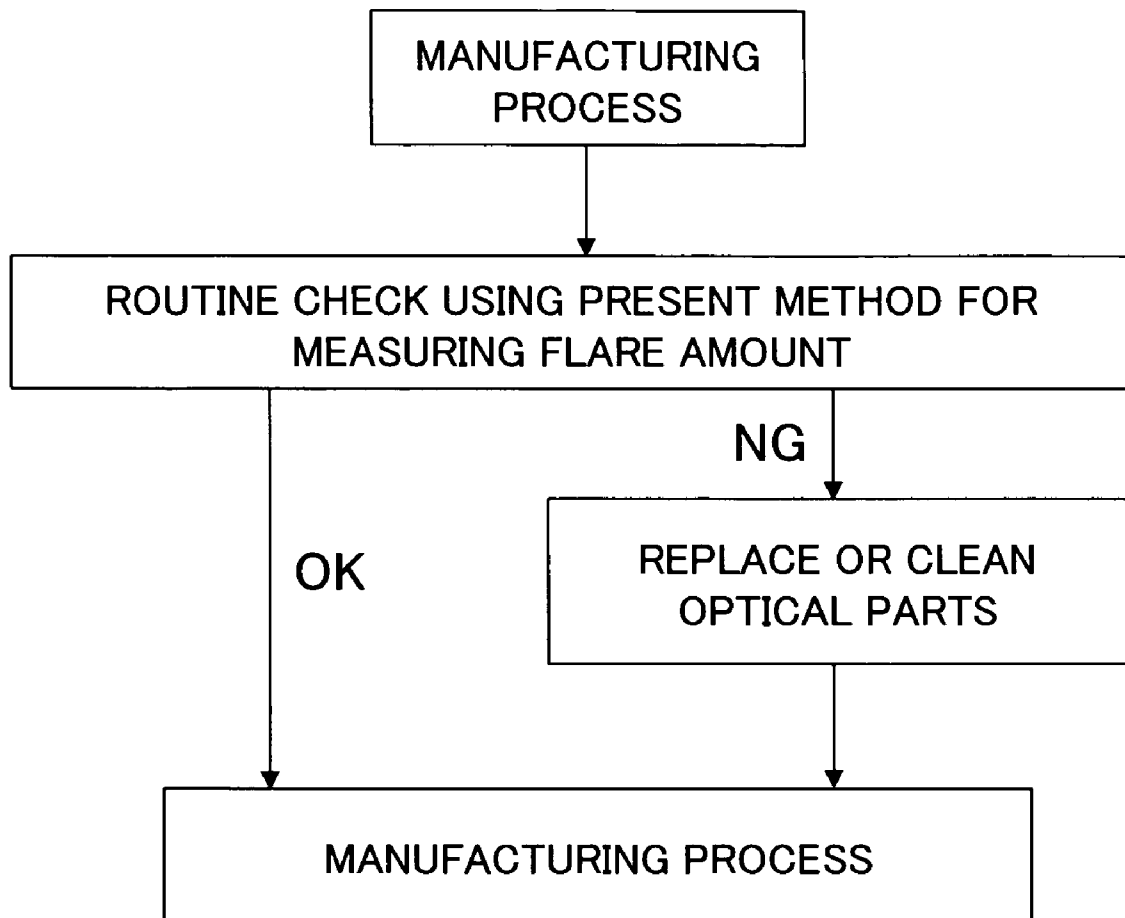 MANUFACTURING
PROCESS
ROUTINE CHECK USING PRESENT METHOD FOR
MEASURING FLARE AMOUNT
NG
OK
REPLACE OR CLEAN
OPTICAL PARTS
MANUFACTURING PROCESS